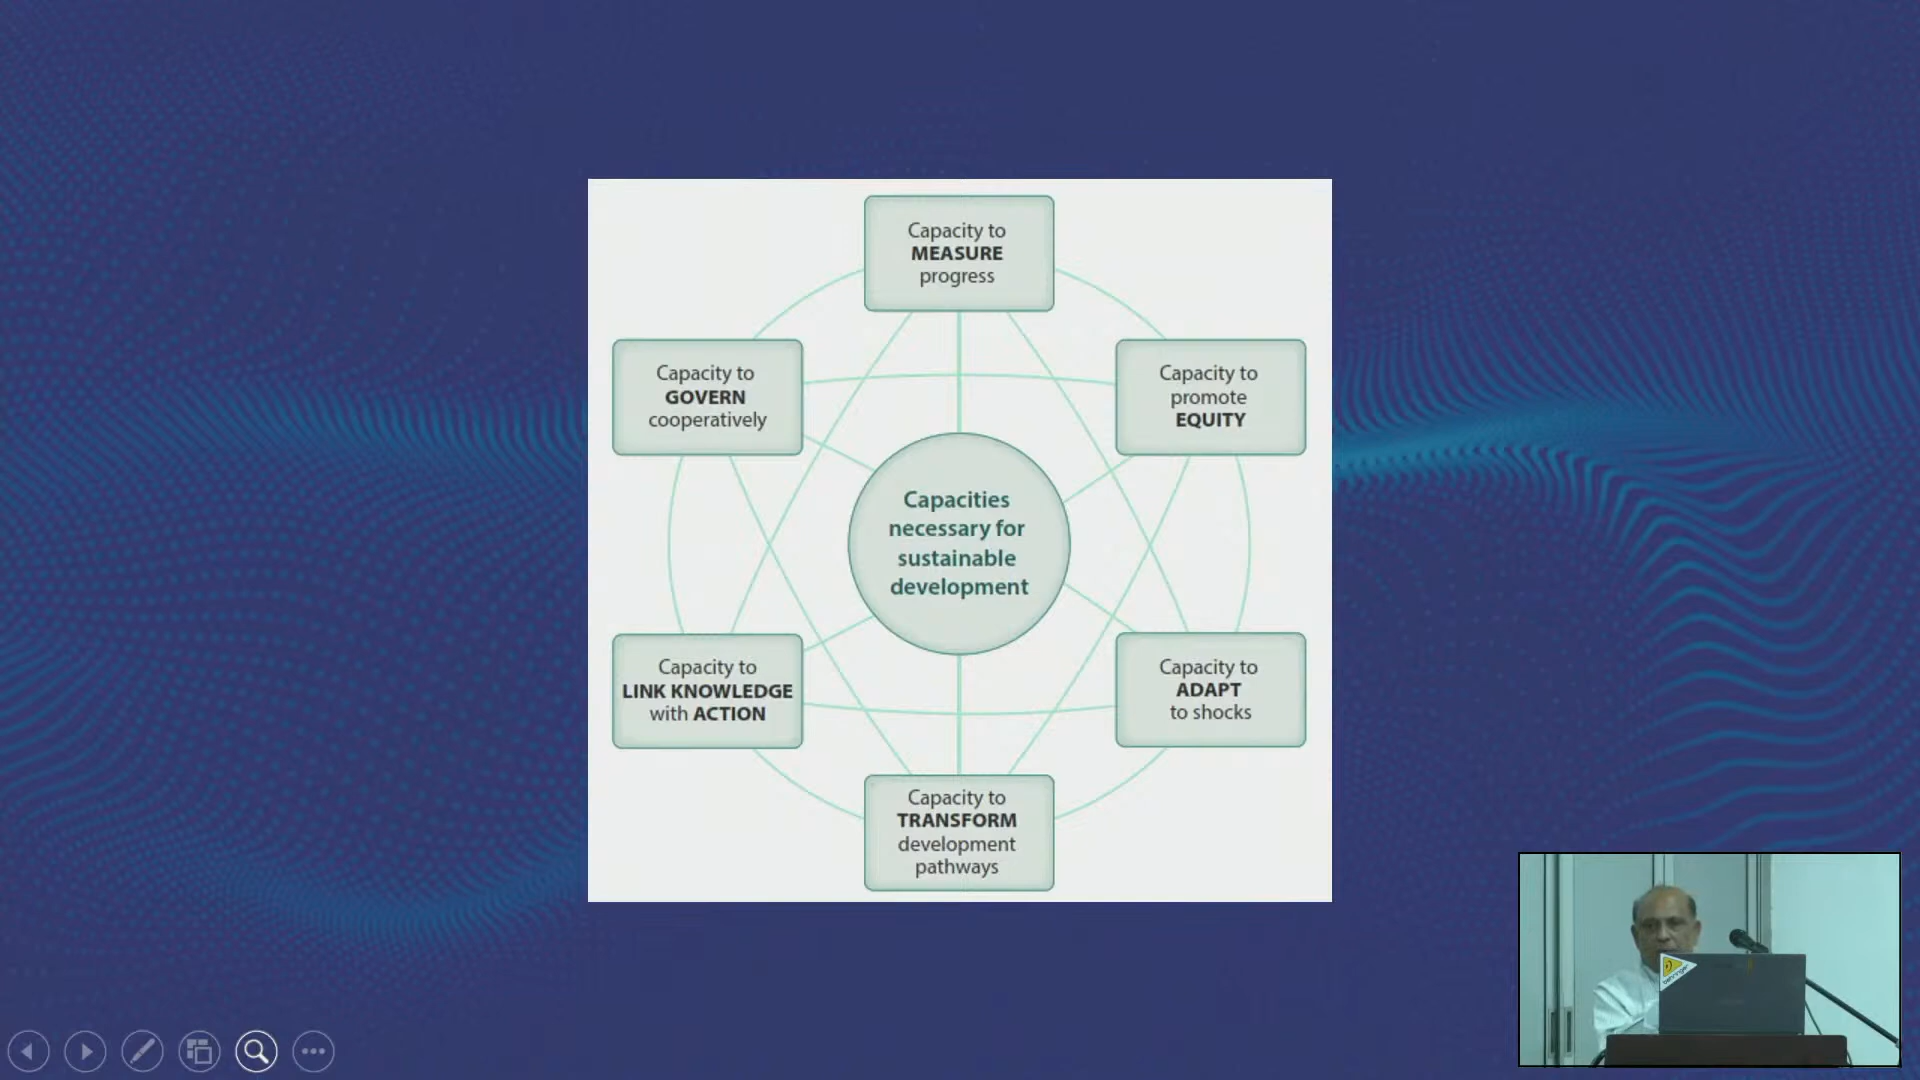 Capacity to
MEASURE
progress
Capacity to
GOVERN
cooperatively
Capacity to
promote
EQUITY
Capacities
necessary for
sustainable
development
Capacity to
LINK KNOWLEDGE
with ACTION
Capacity to
ADAPT
to shocks
Capacity to
TRANSFORM
development
pathways
behringer